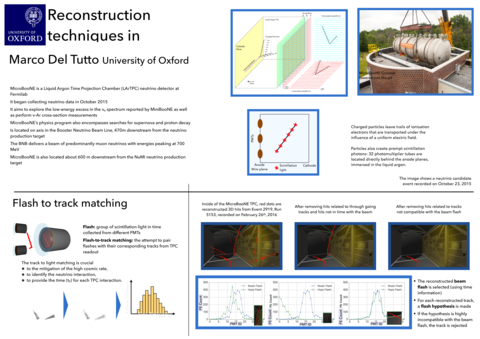 UNIVERSITY OF
OXFORD
Reconstruction
techniques in
Marco Del Tutto University of Oxford
MicroBooNE is a Liquid Argon Time Projection Chamber (LArTPC) neutrino detector at
Fermilab
It began collecting neutrino data in October 2015
It aims to explore the low-energy excess in the νe spectrum reported by MiniBooNE as well
as perform ν-Ar cross-section measurements
MicroBooNE's physics program also encompasses searches for supernova and proton decay
Is located on axis in the Booster Neutrino Beam Line, 470m downstream from the neutrino
production target
The BNB delivers a beam of predominantly muon neutrinos with energies peaking at 700
MeV
MicroBooNE is also located about 600 m downstream from the NuMI neutrino production
target
PMTs
Anode
Wire plane
Scintillation
light
Cathode
Charged particles leave trails of ionisation
electrons that are transported under the
influence of a uniform electric field.
Particles also create prompt scintillation
photons: 32 photomultiplier tubes are
located directly behind the anode planes,
immersed in the liquid argon.
The image shows a neutrino candidate
event recorded on October 23, 2015
Flash to track matching
Flash: group of scintillation light in time
collected from different PMTs
Flash-to-track matching: the attempt to pair
flashes with their corresponding tracks from TPC
readout
The track to light matching is crucial
to the mitigation of the high cosmic rate,
to identify the neutrino interaction,
to provide the time (t0) for each TPC interaction.
Inside of the MicroBooNE TPC, red dots are
reconstructed 3D hits from Event 2919, Run
5153, recorded on February 26th, 2016
After removing hits related to through going
tracks and hits not in time with the beam
After removing hits related to tracks
not compatible with the beam flash
PE Count
PMT ID
PE Count
PMT ID
PE Count
PMT ID
The reconstructed beam
flash is selected (using time
information)
For each reconstructed track,
a flash hypothesis is made
If the hypothesis is highly
incompatible with the beam
flash, the track is rejected